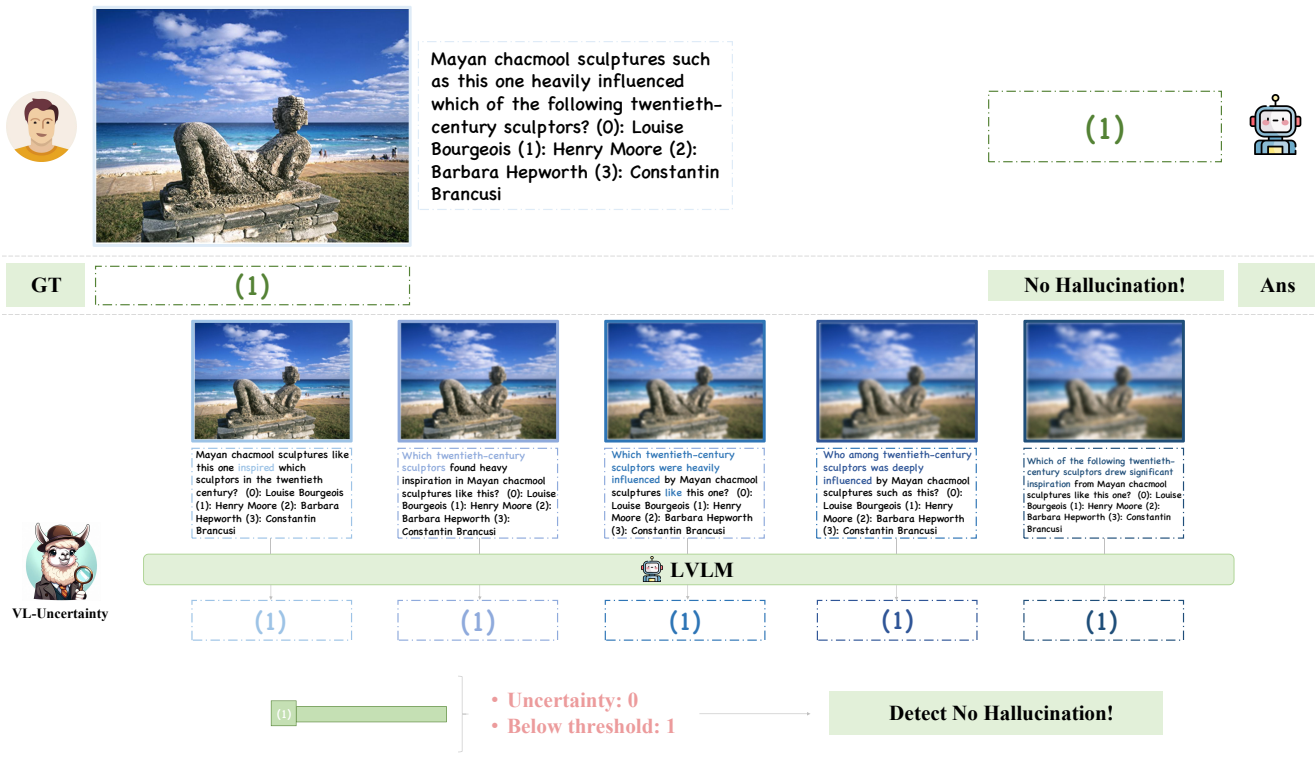 Mayan chacmool sculptures such
as this one heavily influenced
which of the following twentieth-
century sculptors? (0): Louise
Bourgeois (1): Henry Moore (2):
Barbara Hepworth (3): Constantin
Brancusi
(1)
GT
(1)
No Hallucination!
Ans
Mayan chacmool sculptures like
this one inspired which
sculptors in the twentieth
century? (0): Louise Bourgeois
(1): Henry Moore (2): Barbara
Hepworth (3): Constantin
Brancusi
Which twentieth-century
sculptors found heavy
inspiration in Mayan chacmool
sculptures like this? (0): Louise
Bourgeois (1): Henry Moore (2):
Barbara Hepworth (3):
Constantin Brancusi
Which twentieth-century
sculptors were heavily
influenced by Mayan chacmool
sculptures like this one? (0):
Louise Bourgeois (1): Henry
Moore (2): Barbara Hepworth
(3): Constantin Brancusi
Who among twentieth-century
sculptors was deeply
influenced by Mayan chacmool
sculptures such as this? (0):
Louise Bourgeois (1): Henry
Moore (2): Barbara Hepworth
(3): Constantin Brancusi
Which of the following twentieth-
century sculptors drew significant
inspiration from Mayan chacmool
sculptures like this one? (0): Louise
Bourgeois (1): Henry Moore (2):
Barbara Hepworth (3): Constantin
Brancusi
LVLM
VL-Uncertainty
(1)
(1)
(1)
(1)
(1)
(1)
• Uncertainty: 0
• Below threshold: 1
Detect No Hallucination!